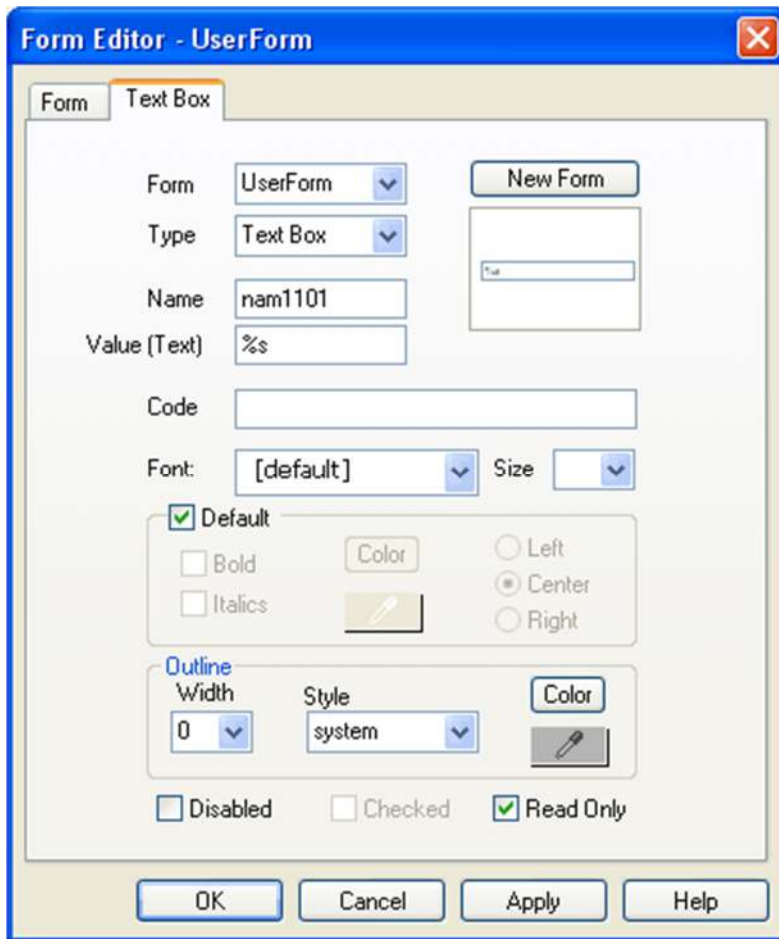 Form Editor - UserForm
Form Text Box
Form UserForm New Form
Type Text Box
%s
Name nam1101
Value (Text) %s
Code
Font: [default] Size
Default
Bold Color Left
Center
Italics Right
Outline
Width Style Color
0 system
Disabled Checked Read Only
OK Cancel Apply Help